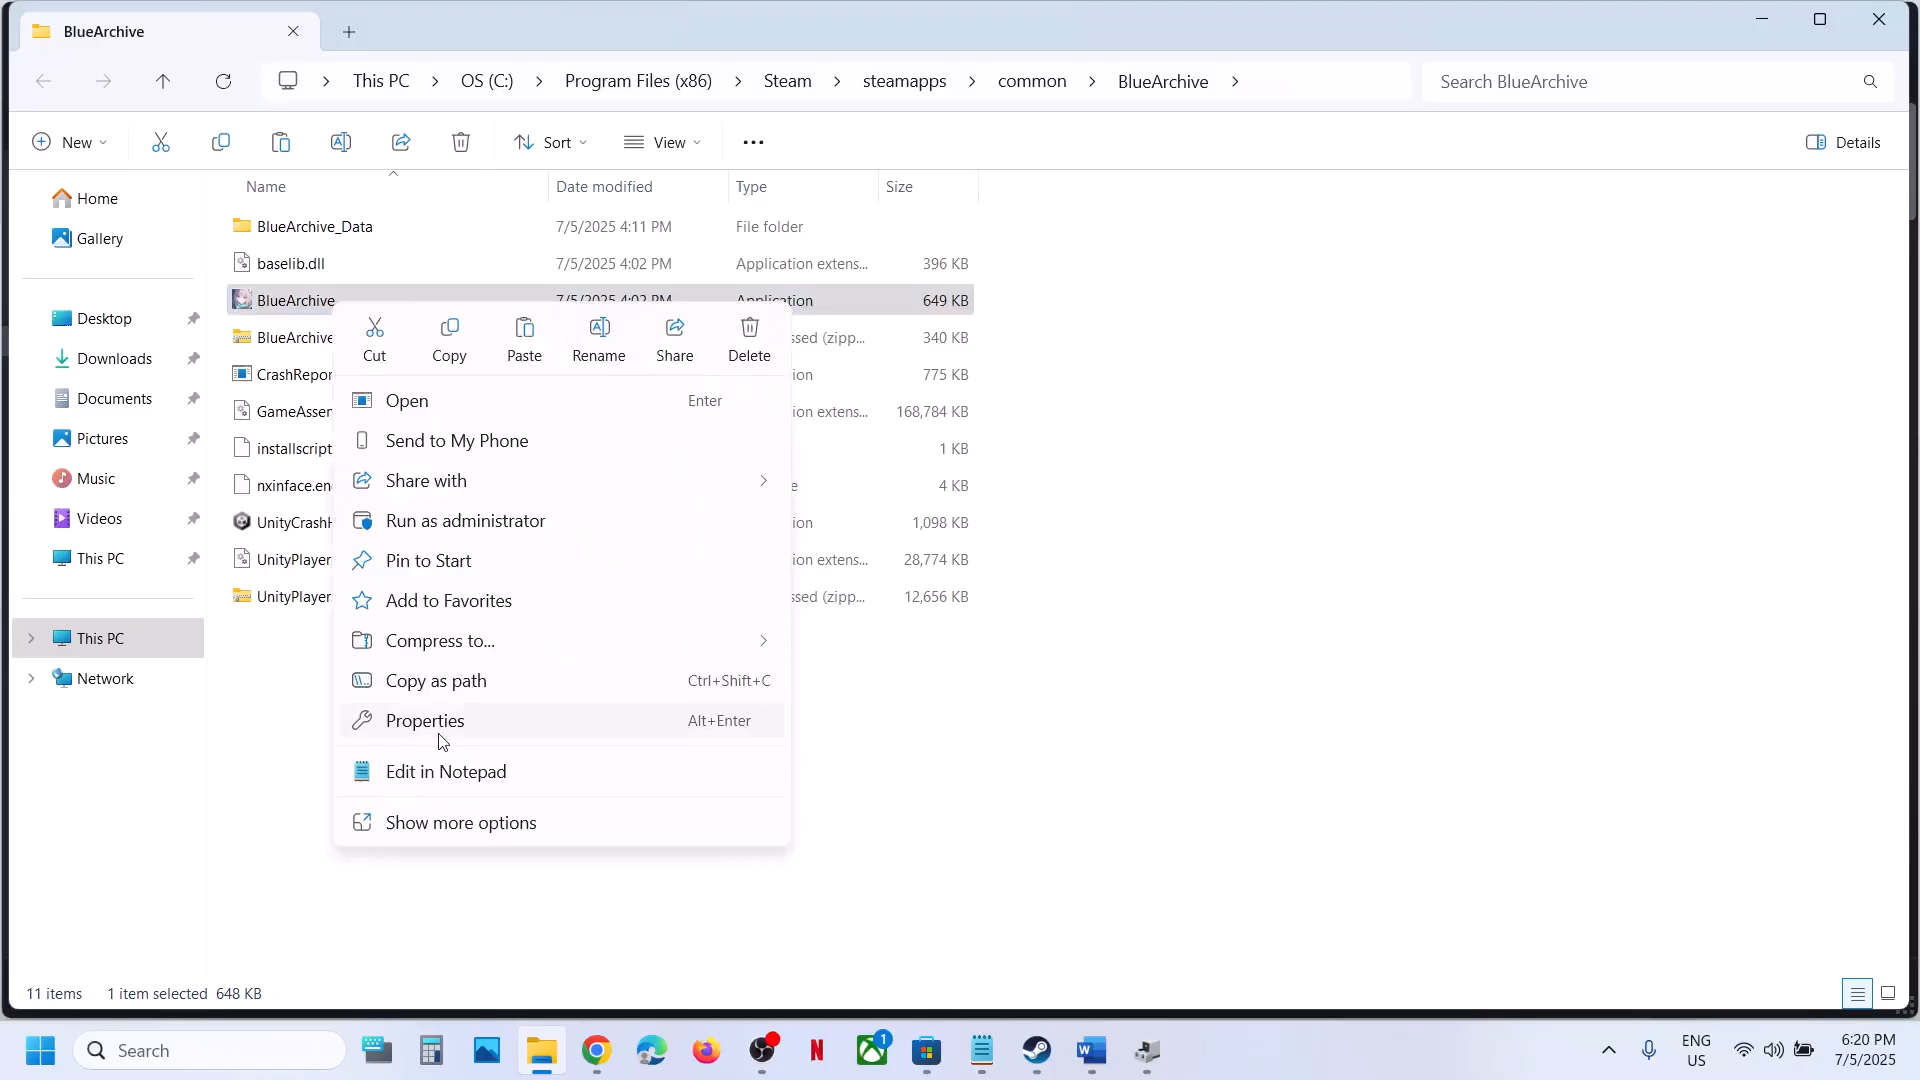 BlueArchive
This PC > OS (C:) > Program Files (x86) > Steam > steamapps > common > BlueArchive >
Search BlueArchive
New
Sort
View
Details
Name Date modified Type Size
Home
Gallery
Desktop
Downloads
Documents
Pictures
Music
Videos
This PC
This PC
Network
BlueArchive_Data 7/5/2025 4:11 PM File folder
baselib.dll 7/5/2025 4:02 PM Application extens... 396 KB
BlueArchive 7/5/2025 4:02 PM Application 649 KB
BlueArchive ssed (zipp... 340 KB
CrashRepor ion 775 KB
GameAssen ion extens... 168,784 KB
installscript 1 KB
nxinface.en e 4 KB
UnityCrashH ion 1,098 KB
UnityPlayer ion extens... 28,774 KB
UnityPlayer ssed (zipp... 12,656 KB
Cut Copy Paste Rename Share Delete
Open Enter
Send to My Phone
Share with
Run as administrator
Pin to Start
Add to Favorites
Compress to...
Copy as path Ctrl+Shift+C
Properties Alt+Enter
Edit in Notepad
Show more options
11 items 1 item selected 648 KB
Search
1
ENG
US
6:20 PM
7/5/2025